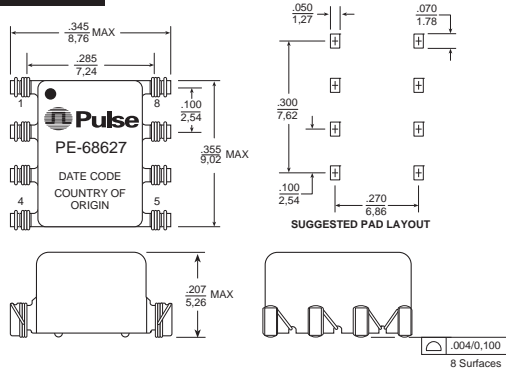 .345
8,76 MAX
.285
7,24
1
8
.100
2,54
Pulse
PE-68627
DATE CODE
COUNTRY OF
ORIGIN
.355
9,02 MAX
4
5
.050
1,27
.070
1.78
.300
7,62
.100
2,54
.270
6,86
SUGGESTED PAD LAYOUT
.207
5,26 MAX
.004/0,100
8 Surfaces